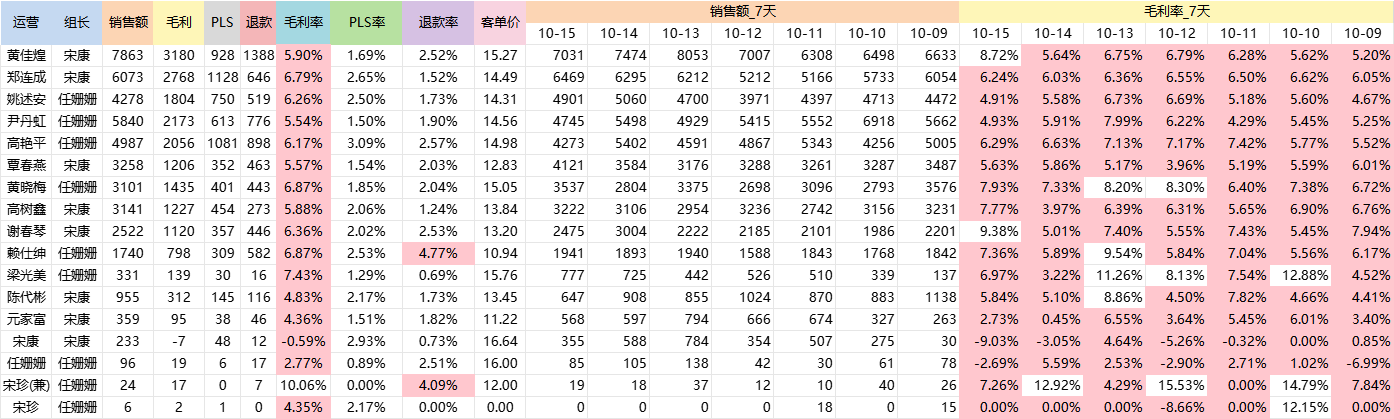 运营 组长 销售额 毛利 PLS 退款 毛利率 PLS率 退款率 客单价 销售额_7天 毛利率_7天
10-15 10-14 10-13 10-12 10-11 10-10 10-09 10-15 10-14 10-13 10-12 10-11 10-10 10-09
黄佳煌 宋康 7863 3180 928 1388 5.90% 1.69% 2.52% 15.27 7031 7474 8053 7007 6308 6498 6633 8.72% 5.64% 6.75% 6.79% 6.28% 5.62% 5.20%
郑连成 宋康 6073 2768 1128 646 6.79% 2.65% 1.52% 14.49 6469 6295 6212 5212 5166 5733 6054 6.24% 6.03% 6.36% 6.55% 6.50% 6.62% 6.05%
姚述安 任姗姗 4278 1804 750 519 6.26% 2.50% 1.73% 14.31 4901 5060 4700 3971 4397 4713 4472 4.91% 5.58% 6.73% 6.69% 5.18% 5.60% 4.67%
尹丹虹 任姗姗 5840 2173 613 776 5.54% 1.50% 1.90% 14.56 4745 5498 4929 5415 5552 6918 5662 4.93% 5.91% 7.99% 6.22% 4.29% 5.45% 5.25%
高艳平 任姗姗 4987 2056 1081 898 6.17% 3.09% 2.57% 14.98 4273 5402 4591 4867 5343 4256 5005 6.29% 6.63% 7.13% 7.17% 7.42% 5.77% 5.52%
覃春燕 宋康 3258 1206 352 463 5.57% 1.54% 2.03% 12.83 4121 3584 3176 3288 3261 3287 3487 5.63% 5.86% 5.17% 3.96% 5.19% 5.59% 6.01%
黄晓梅 任姗姗 3101 1435 401 443 6.87% 1.85% 2.04% 15.05 3537 2804 3375 2698 3096 2793 3576 7.93% 7.33% 8.20% 8.30% 6.40% 7.38% 6.72%
高树鑫 宋康 3141 1227 454 273 5.88% 2.06% 1.24% 13.84 3222 3106 2954 3236 2742 3156 3231 7.77% 3.97% 6.39% 6.31% 5.65% 6.90% 6.76%
谢春琴 宋康 2522 1120 357 446 6.36% 2.02% 2.53% 13.20 2475 3004 2222 2185 2101 1986 2201 9.38% 5.01% 7.40% 5.55% 7.43% 5.45% 7.94%
赖仕绅 任姗姗 1740 798 309 582 6.87% 2.53% 4.77% 10.94 1941 1893 1940 1588 1843 1768 1842 7.36% 5.89% 9.54% 5.84% 7.04% 5.56% 6.17%
梁光美 任姗姗 331 139 30 16 7.43% 1.29% 0.69% 15.76 777 725 442 526 510 339 137 6.97% 3.22% 11.26% 8.13% 7.54% 12.88% 4.52%
陈代彬 宋康 955 312 145 116 4.83% 2.17% 1.73% 13.45 647 908 855 1024 870 883 1138 5.84% 5.10% 8.86% 4.50% 7.82% 4.66% 4.41%
元家富 宋康 359 95 38 46 4.36% 1.51% 1.82% 11.22 568 597 794 666 674 327 263 2.73% 0.45% 6.55% 3.64% 5.45% 6.01% 3.40%
宋康 宋康 233 -7 48 12 -0.59% 2.93% 0.73% 16.64 355 588 784 354 507 275 30 -9.03% -3.05% 4.64% -5.26% -0.32% 0.00% 0.85%
任姗姗 任姗姗 96 19 6 17 2.77% 0.89% 2.51% 16.00 85 105 138 42 30 61 78 -2.69% 5.59% 2.53% -2.90% 2.71% 1.02% -6.99%
宋珍(兼) 任姗姗 24 17 0 7 10.06% 0.00% 4.09% 12.00 19 18 37 12 10 40 26 7.26% 12.92% 4.29% 15.53% 0.00% 14.79% 7.84%
宋珍 任姗姗 6 2 1 0 4.35% 2.17% 0.00% 0.00 0 0 0 0 18 0 15 0.00% 0.00% 0.00% -8.66% 0.00% 12.15% 0.00%